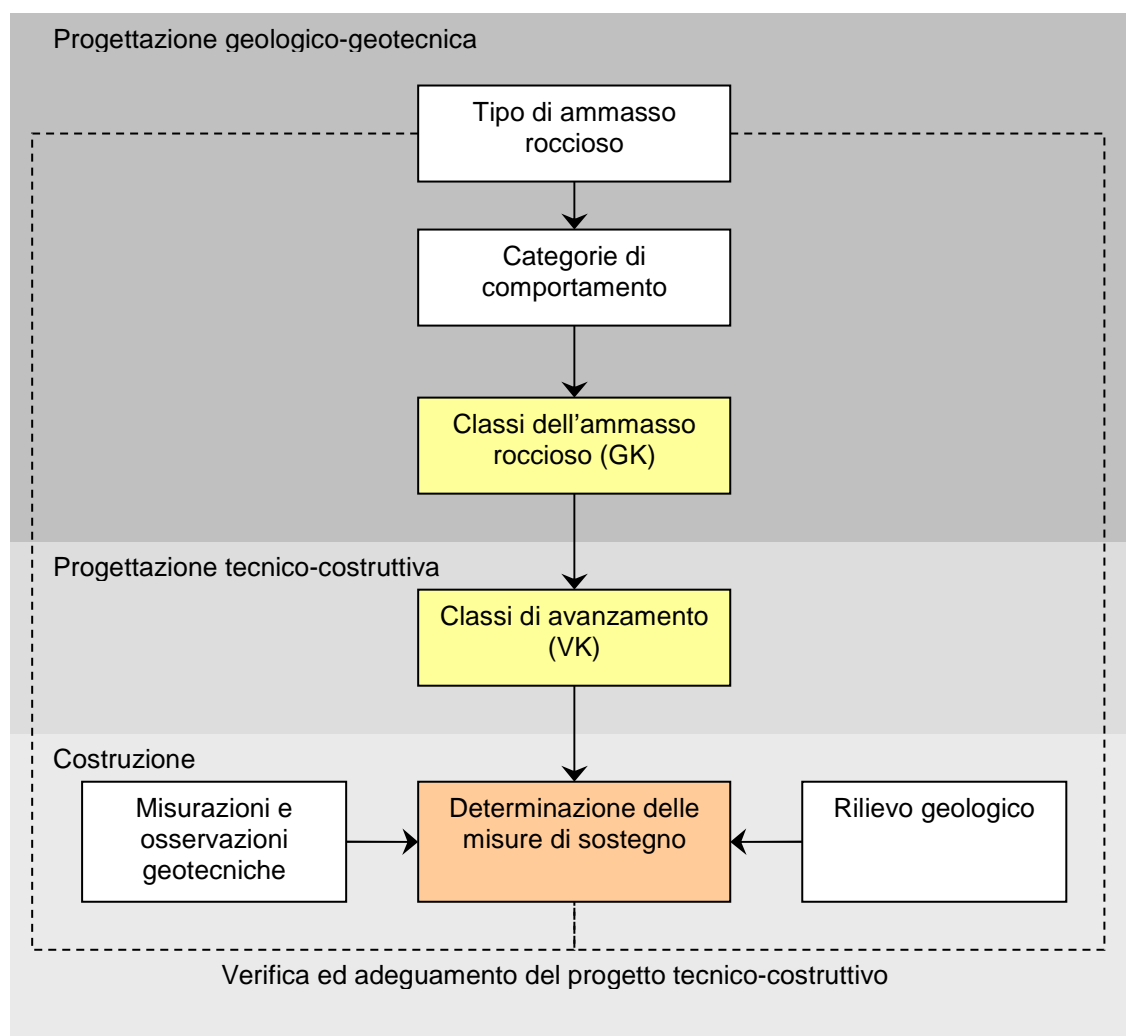 Progettazione geologico-geotecnica
Tipo di ammasso
roccioso
Categorie di
comportamento
Classi dell’ammasso
roccioso (GK)
Progettazione tecnico-costruttiva
Classi di avanzamento
(VK)
Costruzione
Misurazioni e
osservazioni
geotecniche
Determinazione delle
misure di sostegno
Rilievo geologico
Verifica ed adeguamento del progetto tecnico-costruttivo